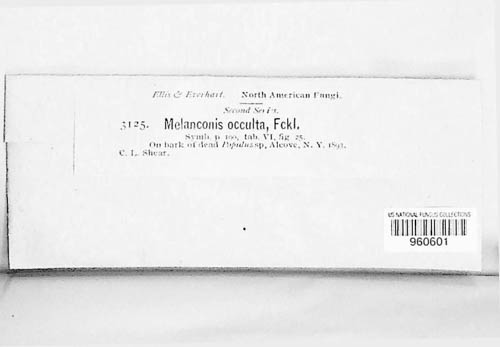 Ellis & Everhart. North American Fungi.
Second Series.
3125. Melanconis occulta, Fckl.
Symb. p. 190, tab. VI, fig. 25.
On bark of dead Populus sp, Alcove, N. Y. 1893.
C. L. Shear.
US NATIONAL FUNGUS COLLECTIONS
960601